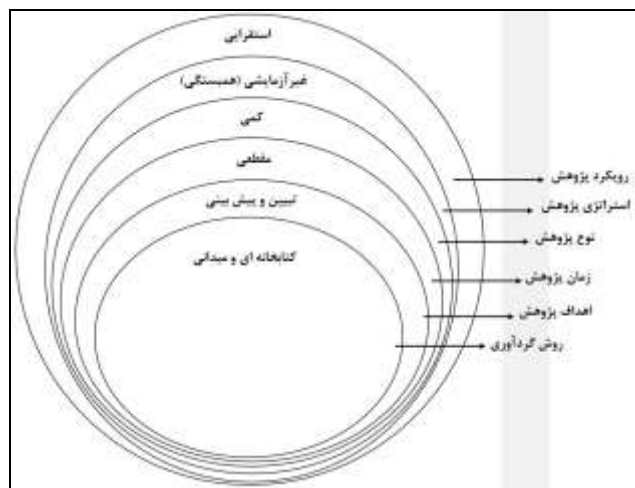 استقرایی
غیرآزمایشی (همبستگی)
کمی
مقطعی
تبیین و پیش بینی
کتابخانه ای و میدانی
رویکرد پژوهش
استراتژی پژوهش
نوع پژوهش
زمان پژوهش
اهداف پژوهش
روش گردآوری